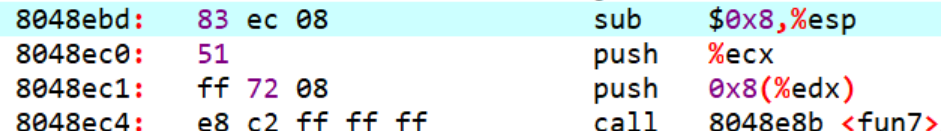 8048ebd: 83 ec 08 sub $0x8,%esp
8048ec0: 51 push %ecx
8048ec1: ff 72 08 push 0x8(%edx)
8048ec4: e8 c2 ff ff ff call 8048e8b <fun7>